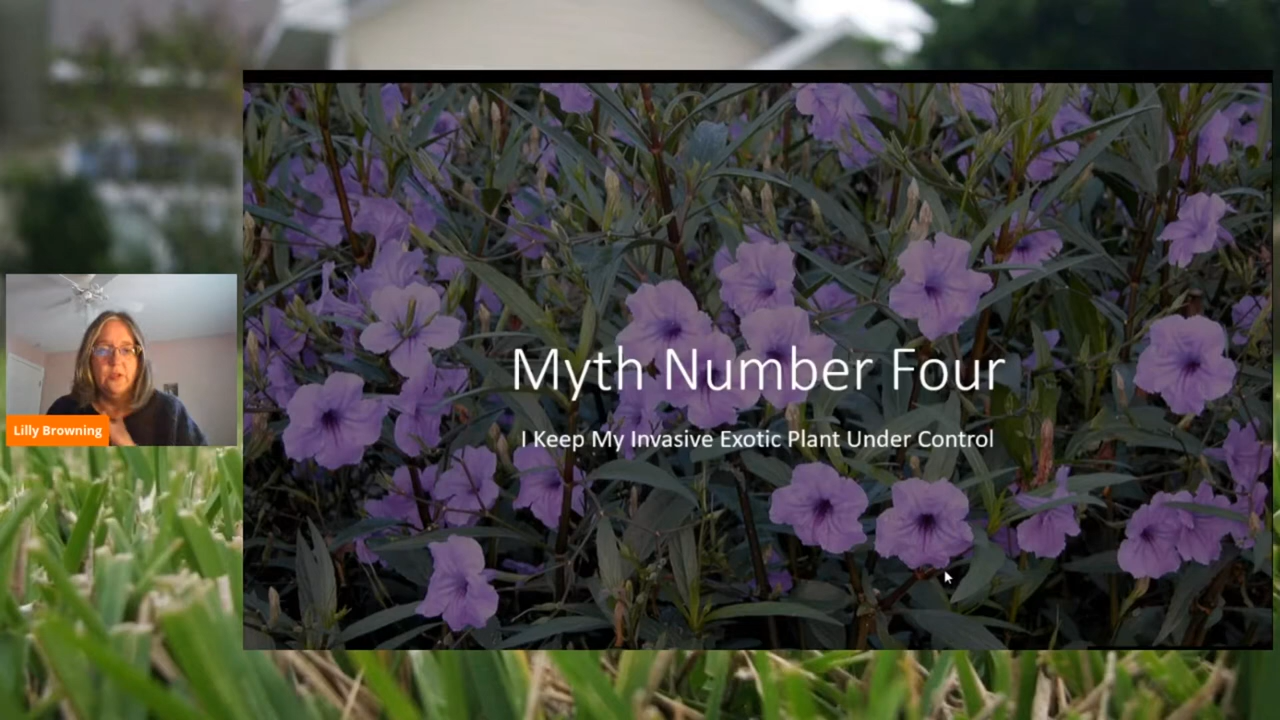 Myth Number Four
I Keep My Invasive Exotic Plant Under Control
Lilly Browning